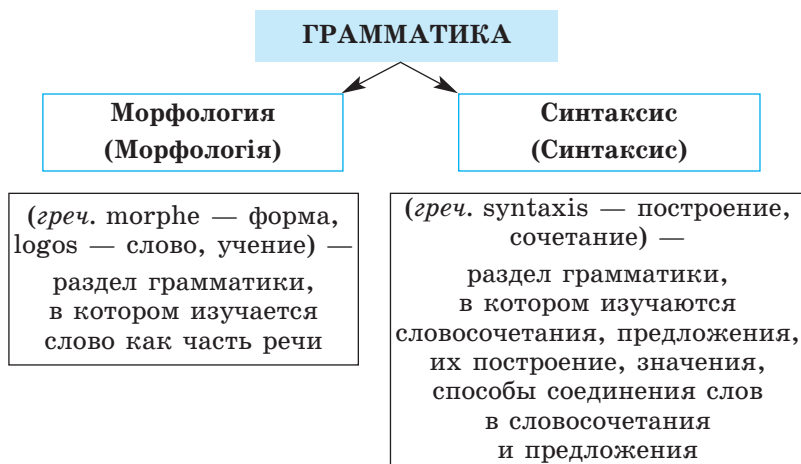 ГРАММАТИКА
Морфология
(Морфологія)
Синтаксис
(Синтаксис)
(греч. morphe — форма,
logos — слово, учение) —
раздел грамматики,
в котором изучается
слово как часть речи
(греч. syntaxis — построение,
сочетание) —
раздел грамматики,
в котором изучаются
словосочетания, предложения,
их построение, значения,
способы соединения слов
в словосочетания
и предложения